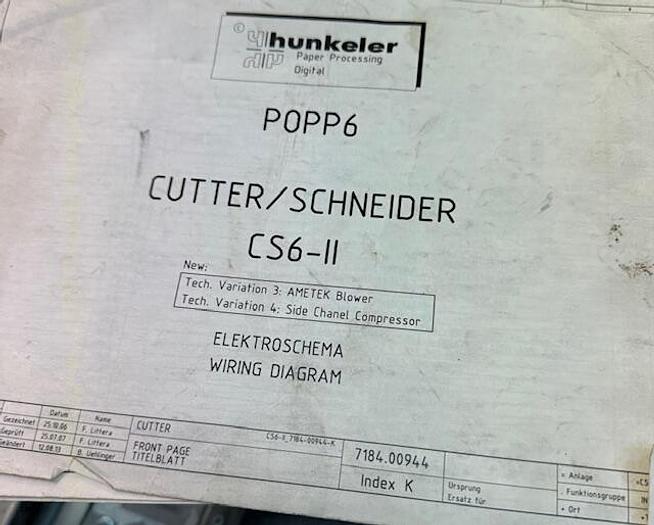 © hunkeler
Paper Processing
Digital
POPP6
CUTTER/SCHNEIDER
CS6-II
New:
Tech. Variation 3: AMETEK Blower
Tech. Variation 4: Side Chanel Compressor
ELEKTROSCHEMA
WIRING DIAGRAM
Datum Name
Gezeichnet 25.10.06 F. Littera
Geprüft 25.07.07 F. Littera
Geändert 12.08.13 B. Uehlinger
CUTTER
CS6-II_7184-00944-K
FRONT PAGE
TITELBLATT
7184.00944
Index K
Ursprung
Ersatz für
= Anlage
. Funktionsgruppe
+ Ort